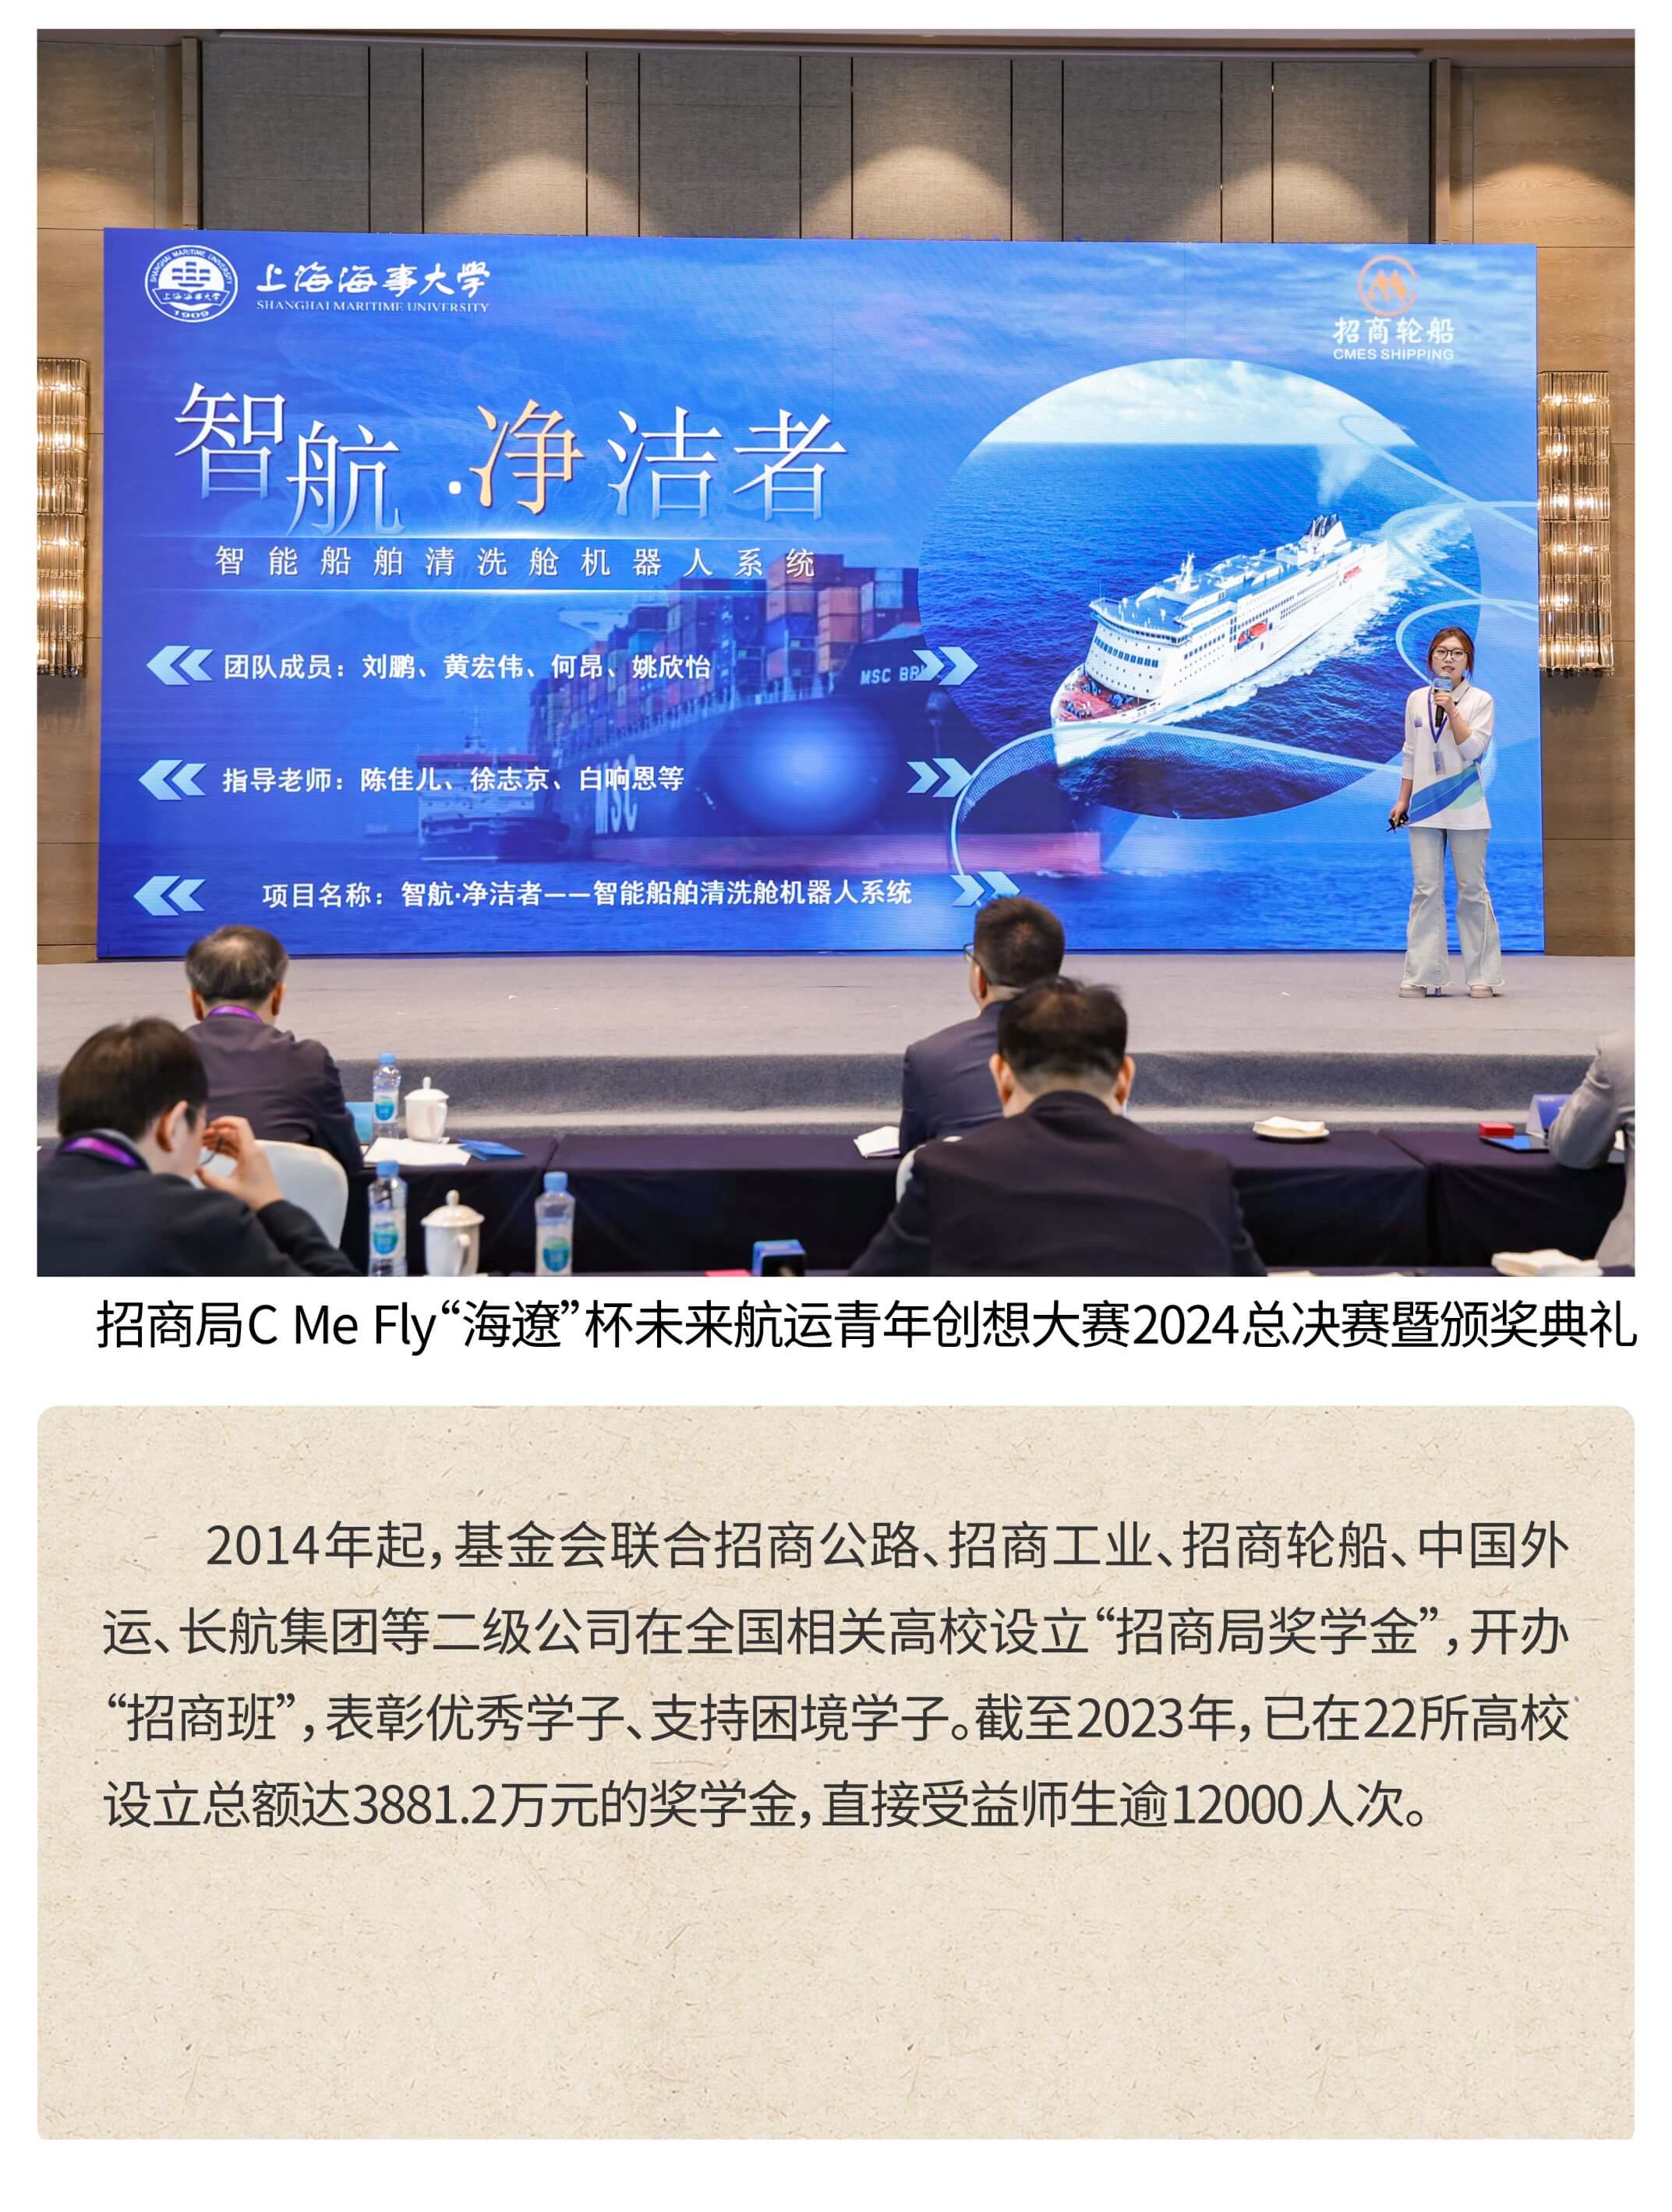 上海海事大学
SHANGHAI MARITIME UNIVERSITY
SHANGHAI MARITIME UNIVERSITY
上海海事大学
1909
招商轮船
CMES SHIPPING
智航·净洁者
智能船舶清洗舱机器人系统
团队成员：刘鹏、黄宏伟、何昂、姚欣怡
MSC
指导老师：陈佳儿、徐志京、白响恩等
MSC
项目名称：智航·净洁者——智能船舶清洗舱机器人系统
招商局C Me Fly“海遼”杯未来航运青年创想大赛2024总决赛暨颁奖典礼
2014年起，基金会联合招商公路、招商工业、招商轮船、中国外
运、长航集团等二级公司在全国相关高校设立“招商局奖学金”，开办
“招商班”，表彰优秀学子、支持困境学子。截至2023年，已在22所高校
设立总额达3881.2万元的奖学金，直接受益师生逾12000人次。